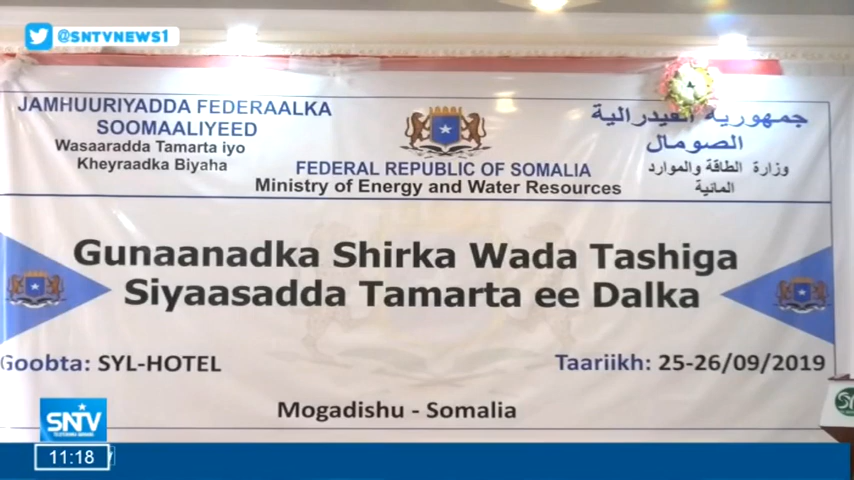 @SNTVNEWS1
JAMHUURIYADDA FEDERAALKA
SOOMAALIYEED
Wasaaradda Tamarta iyo
Kheyraadka Biyaha
FEDERAL REPUBLIC OF SOMALIA
Ministry of Energy and Water Resources
جمهورية الفيدرالية
الصومال
وزارة الطاقة والموارد
المائية
Gunaanadka Shirka Wada Tashiga
Siyaasadda Tamarta ee Dalka
Goobta: SYL-HOTEL
Taariikh: 25-26/09/2019
Mogadishu - Somalia
SNTV
11:18